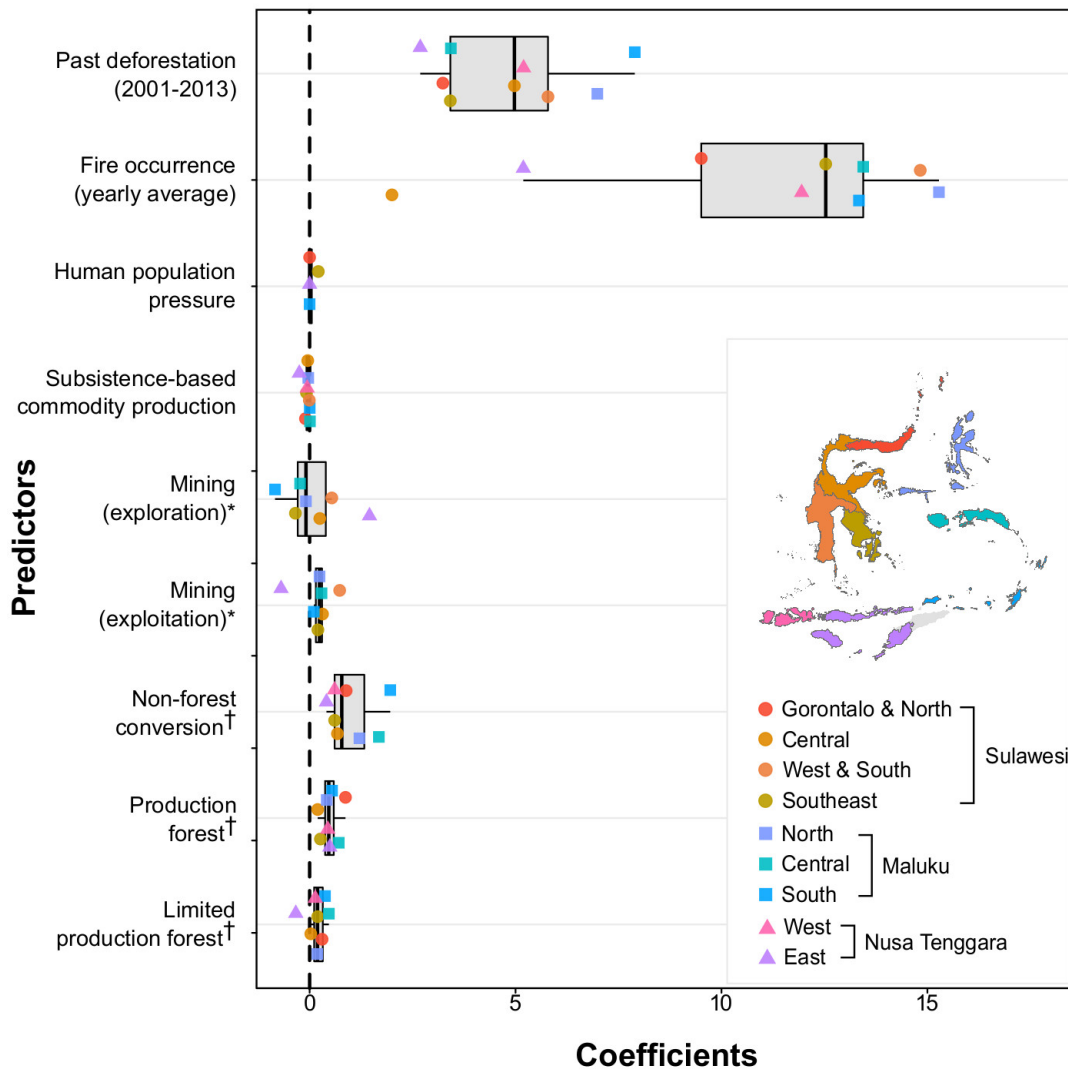 Past deforestation
(2001-2013)
Fire occurrence
(yearly average)
Human population
pressure
Subsistence-based
commodity production
Mining
(exploration)*
Mining
(exploitation)*
Non-forest
conversion†
Production
forest†
Limited
production forest†
Predictors
0
5
10
15
Coefficients
Gorontalo & North
Central
West & South
Southeast
Sulawesi
North
Central
South
Maluku
West
East
Nusa Tenggara